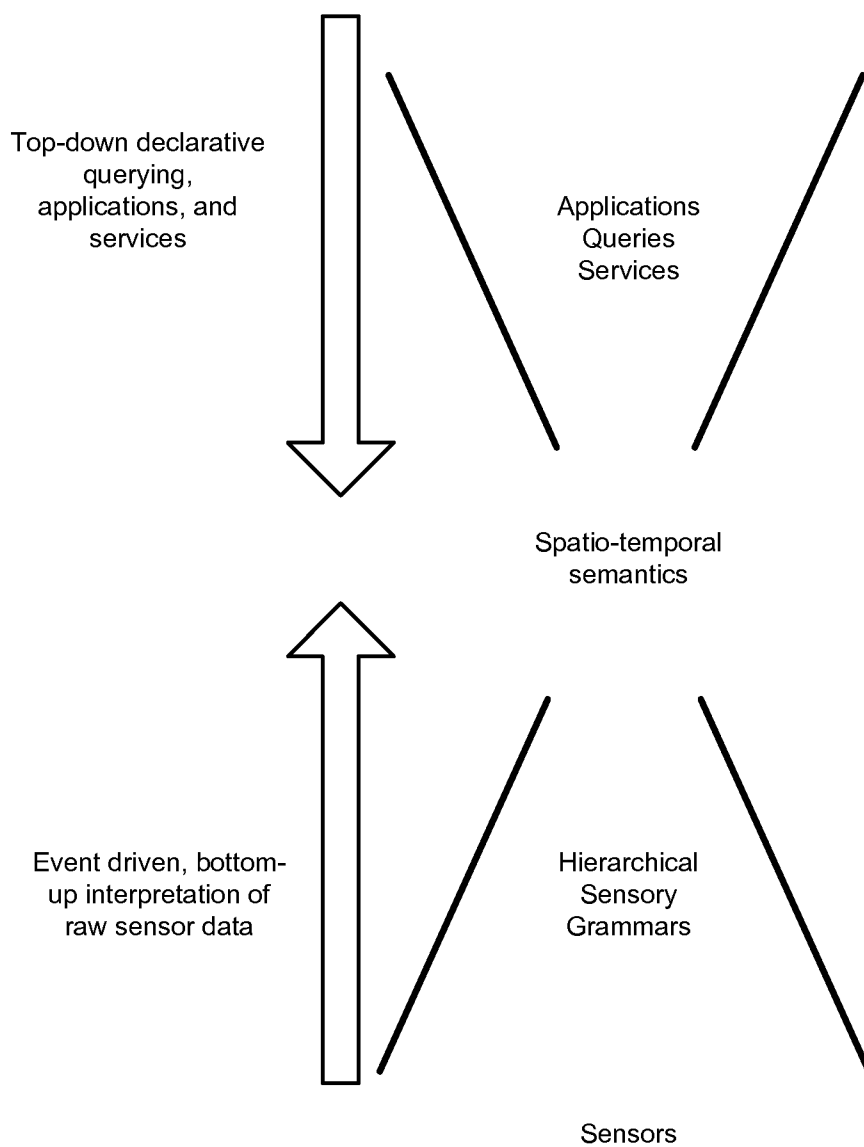 Top-down declarative
querying,
applications, and
services
Applications
Queries
Services
Spatio-temporal
semantics
Event driven, bottom-
up interpretation of
raw sensor data
Hierarchical
Sensory
Grammars
Sensors